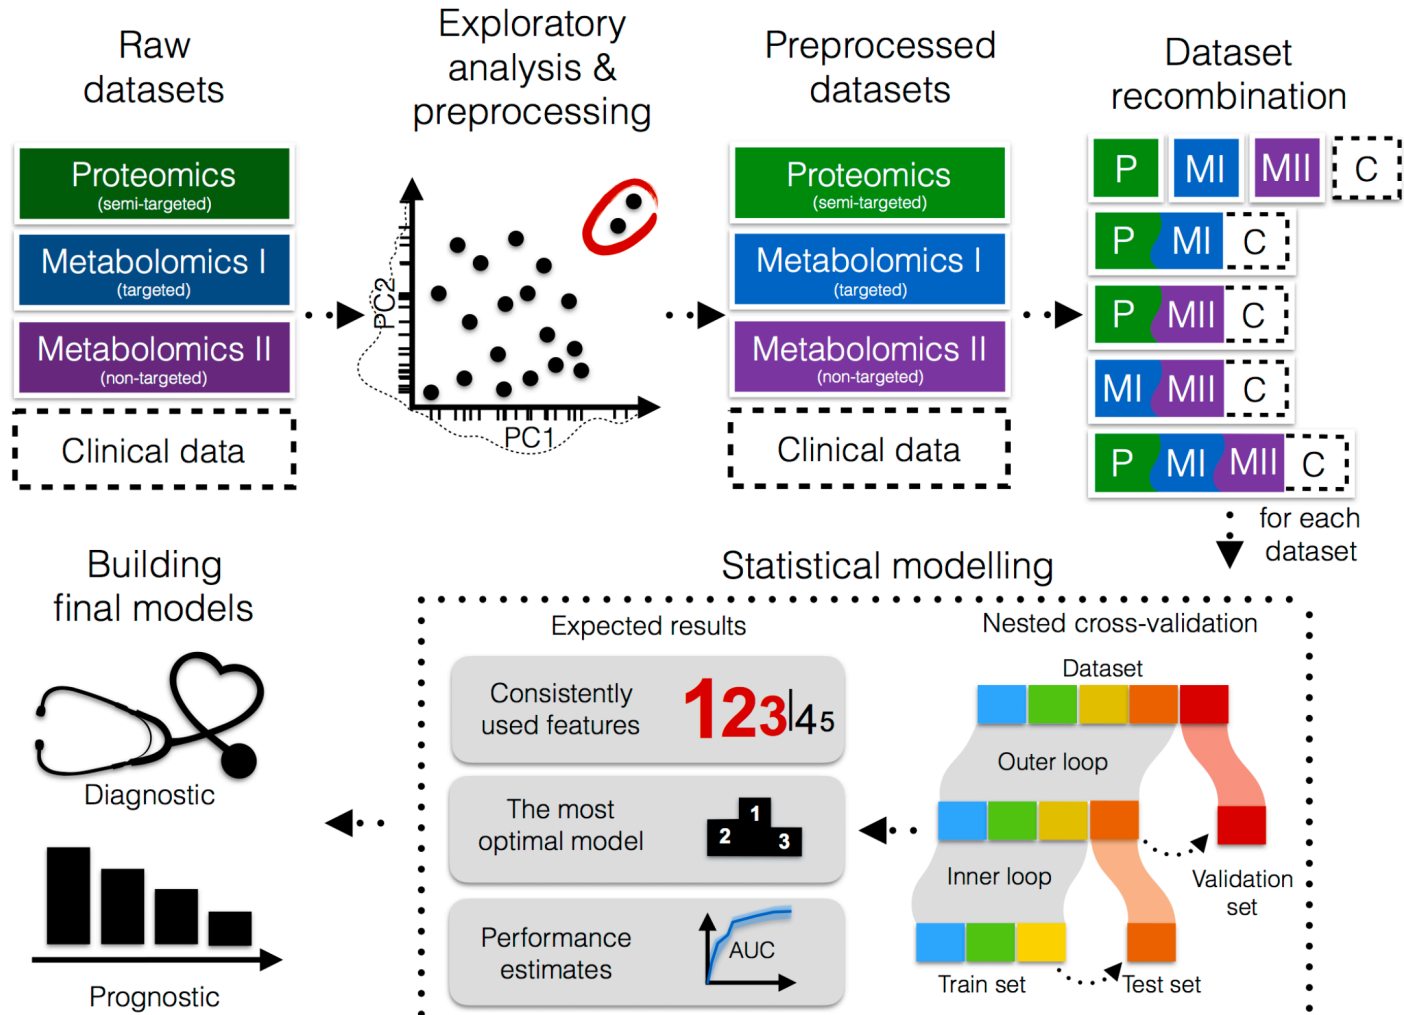 Raw
datasets
Proteomics
(semi-targeted)
Metabolomics I
(targeted)
Metabolomics II
(non-targeted)
Clinical data
Exploratory
analysis &
preprocessing
PC2
PC1
Preprocessed
datasets
Proteomics
(semi-targeted)
Metabolomics I
(targeted)
Metabolomics II
(non-targeted)
Clinical data
Dataset
recombination
P MI MII C
P MI C
P MII C
MI MII C
P MI MII C
for each
dataset
Statistical modelling
Nested cross-validation
Dataset
Outer loop
Inner loop
Validation
set
Train set
Test set
Expected results
Consistently
used features
123|45
The most
optimal model
1
2
3
Performance
estimates
AUC
Building
final models
Diagnostic
Prognostic